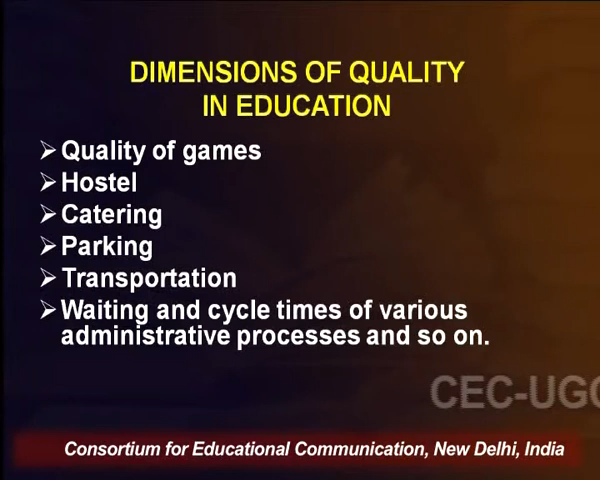 DIMENSIONS OF QUALITY
IN EDUCATION
Quality of games
Hostel
Catering
Parking
Transportation
Waiting and cycle times of various
administrative processes and so on.
CEC-UGC
Consortium for Educational Communication, New Delhi, India